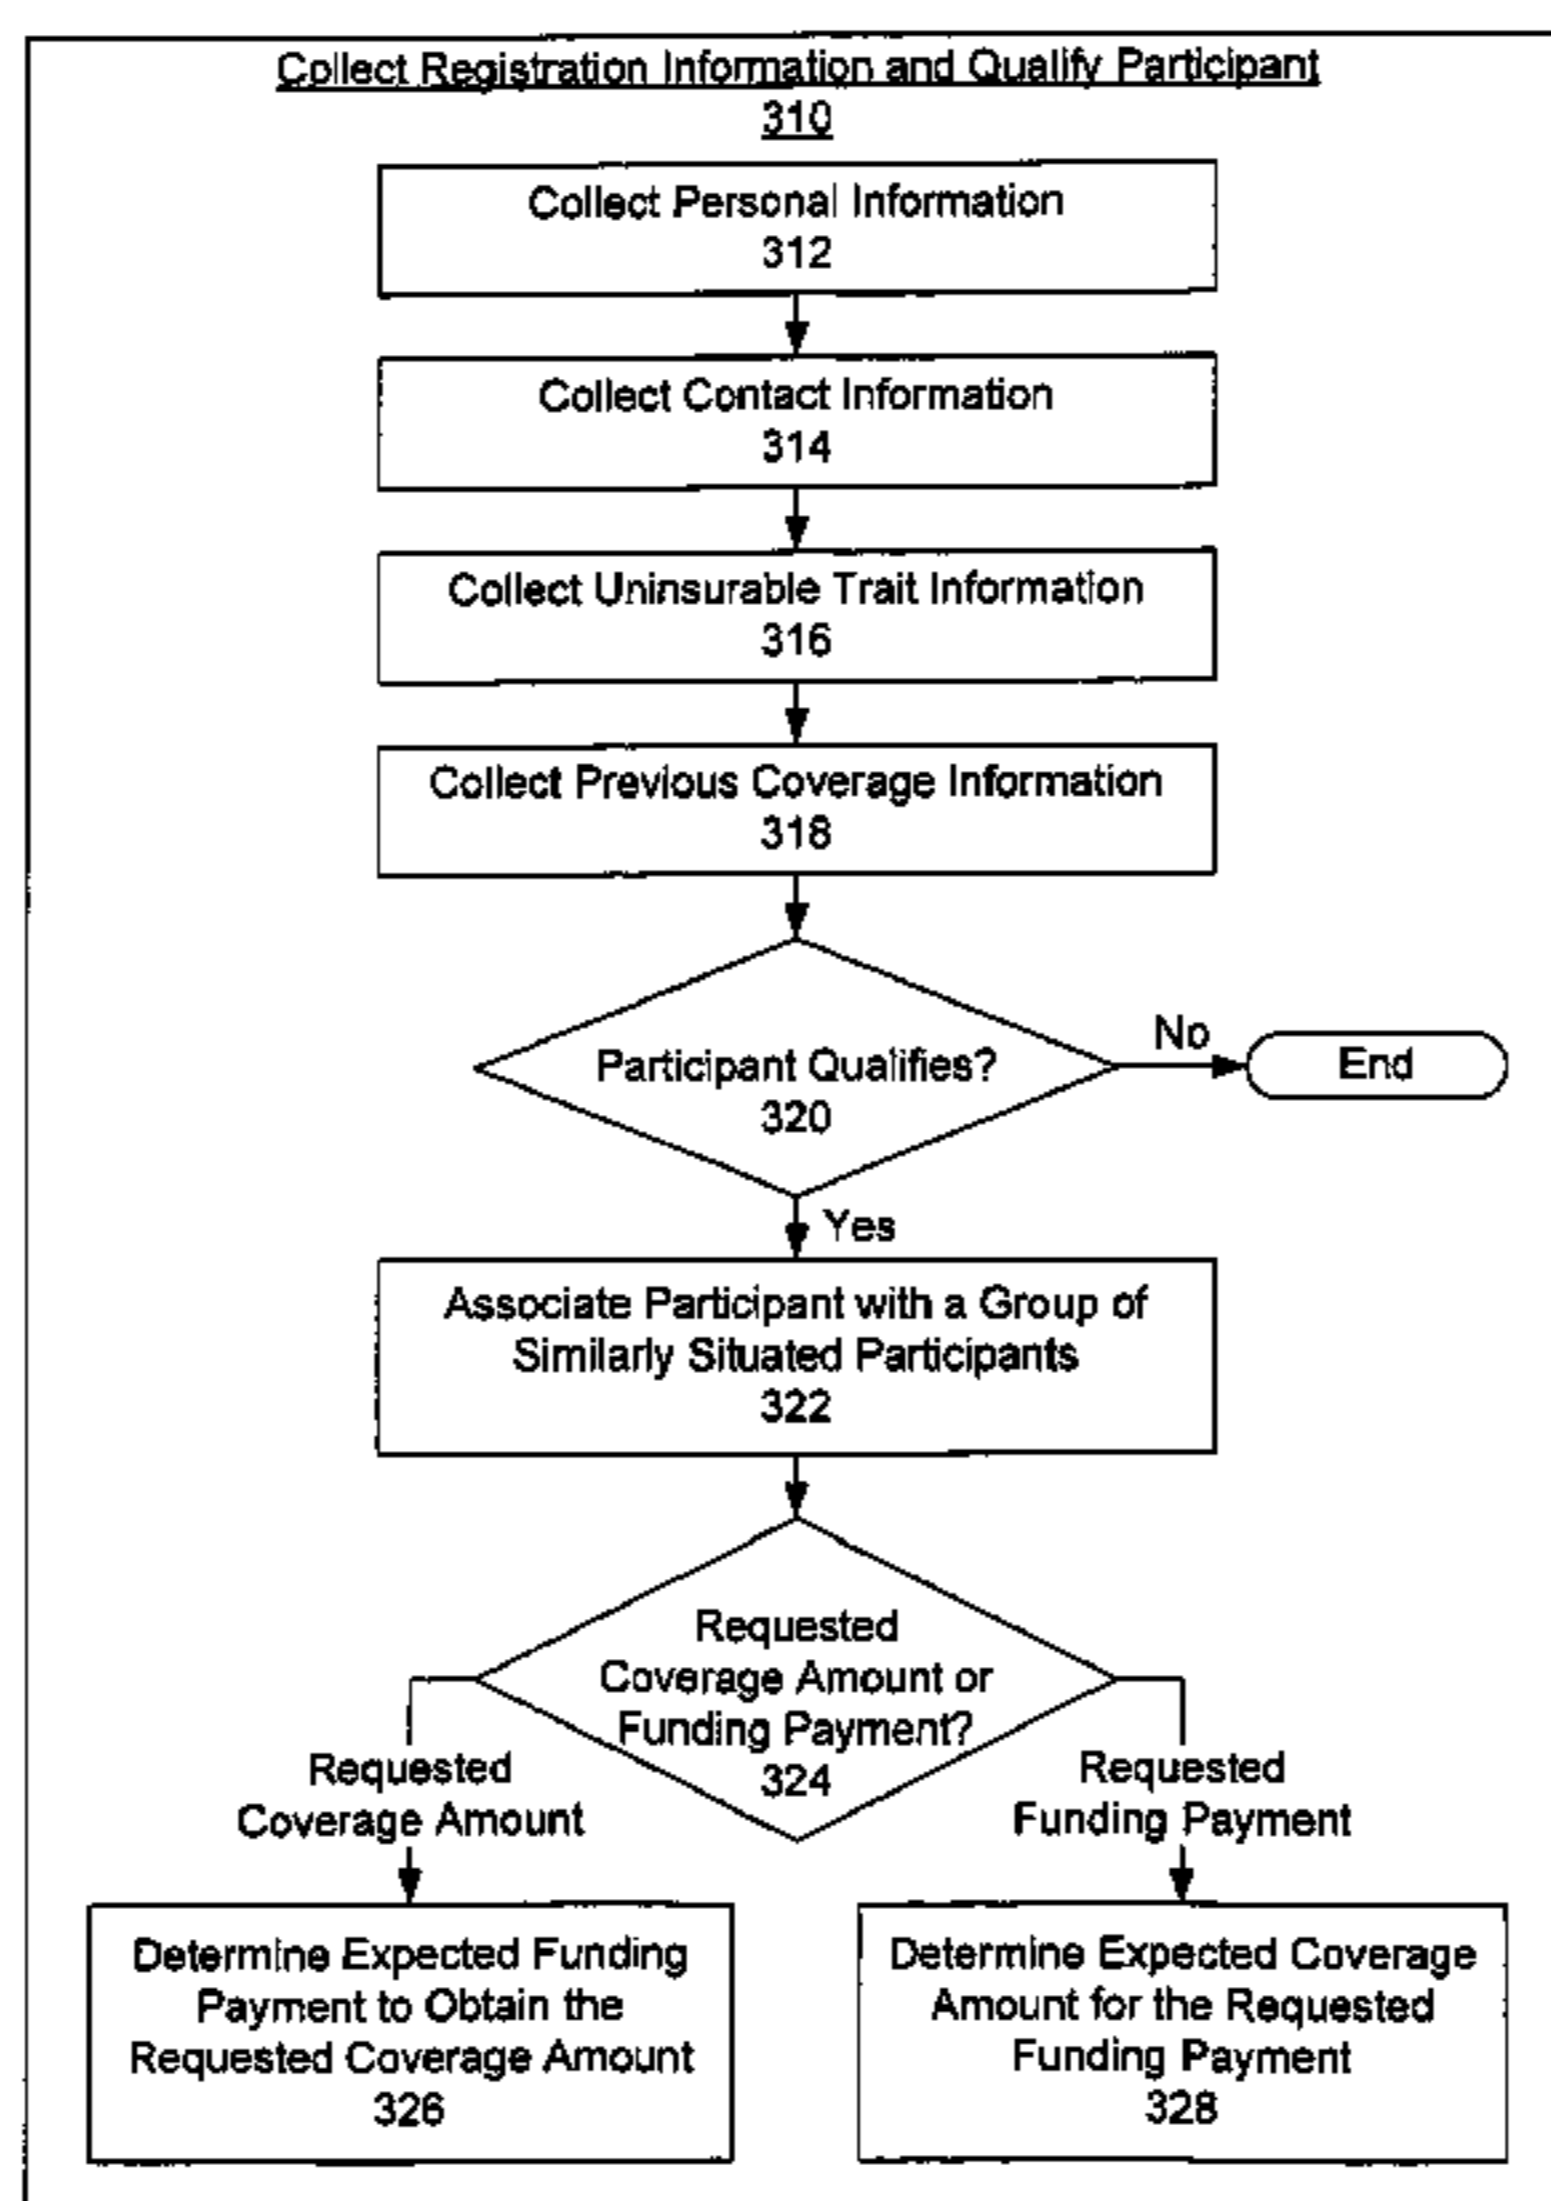 Collect Registration Information and Qualify Participant
310
Collect Personal Information
312
Collect Contact Information
314
Collect Uninsurable Trait Information
316
Collect Previous Coverage Information
318
Participant Qualifies?
320
No
End
Yes
Associate Participant with a Group of
Similarly Situated Participants
322
Requested
Coverage Amount or
Funding Payment?
324
Requested
Coverage Amount
Requested
Funding Payment
Determine Expected Funding
Payment to Obtain the
Requested Coverage Amount
326
Determine Expected Coverage
Amount for the Requested
Funding Payment
328